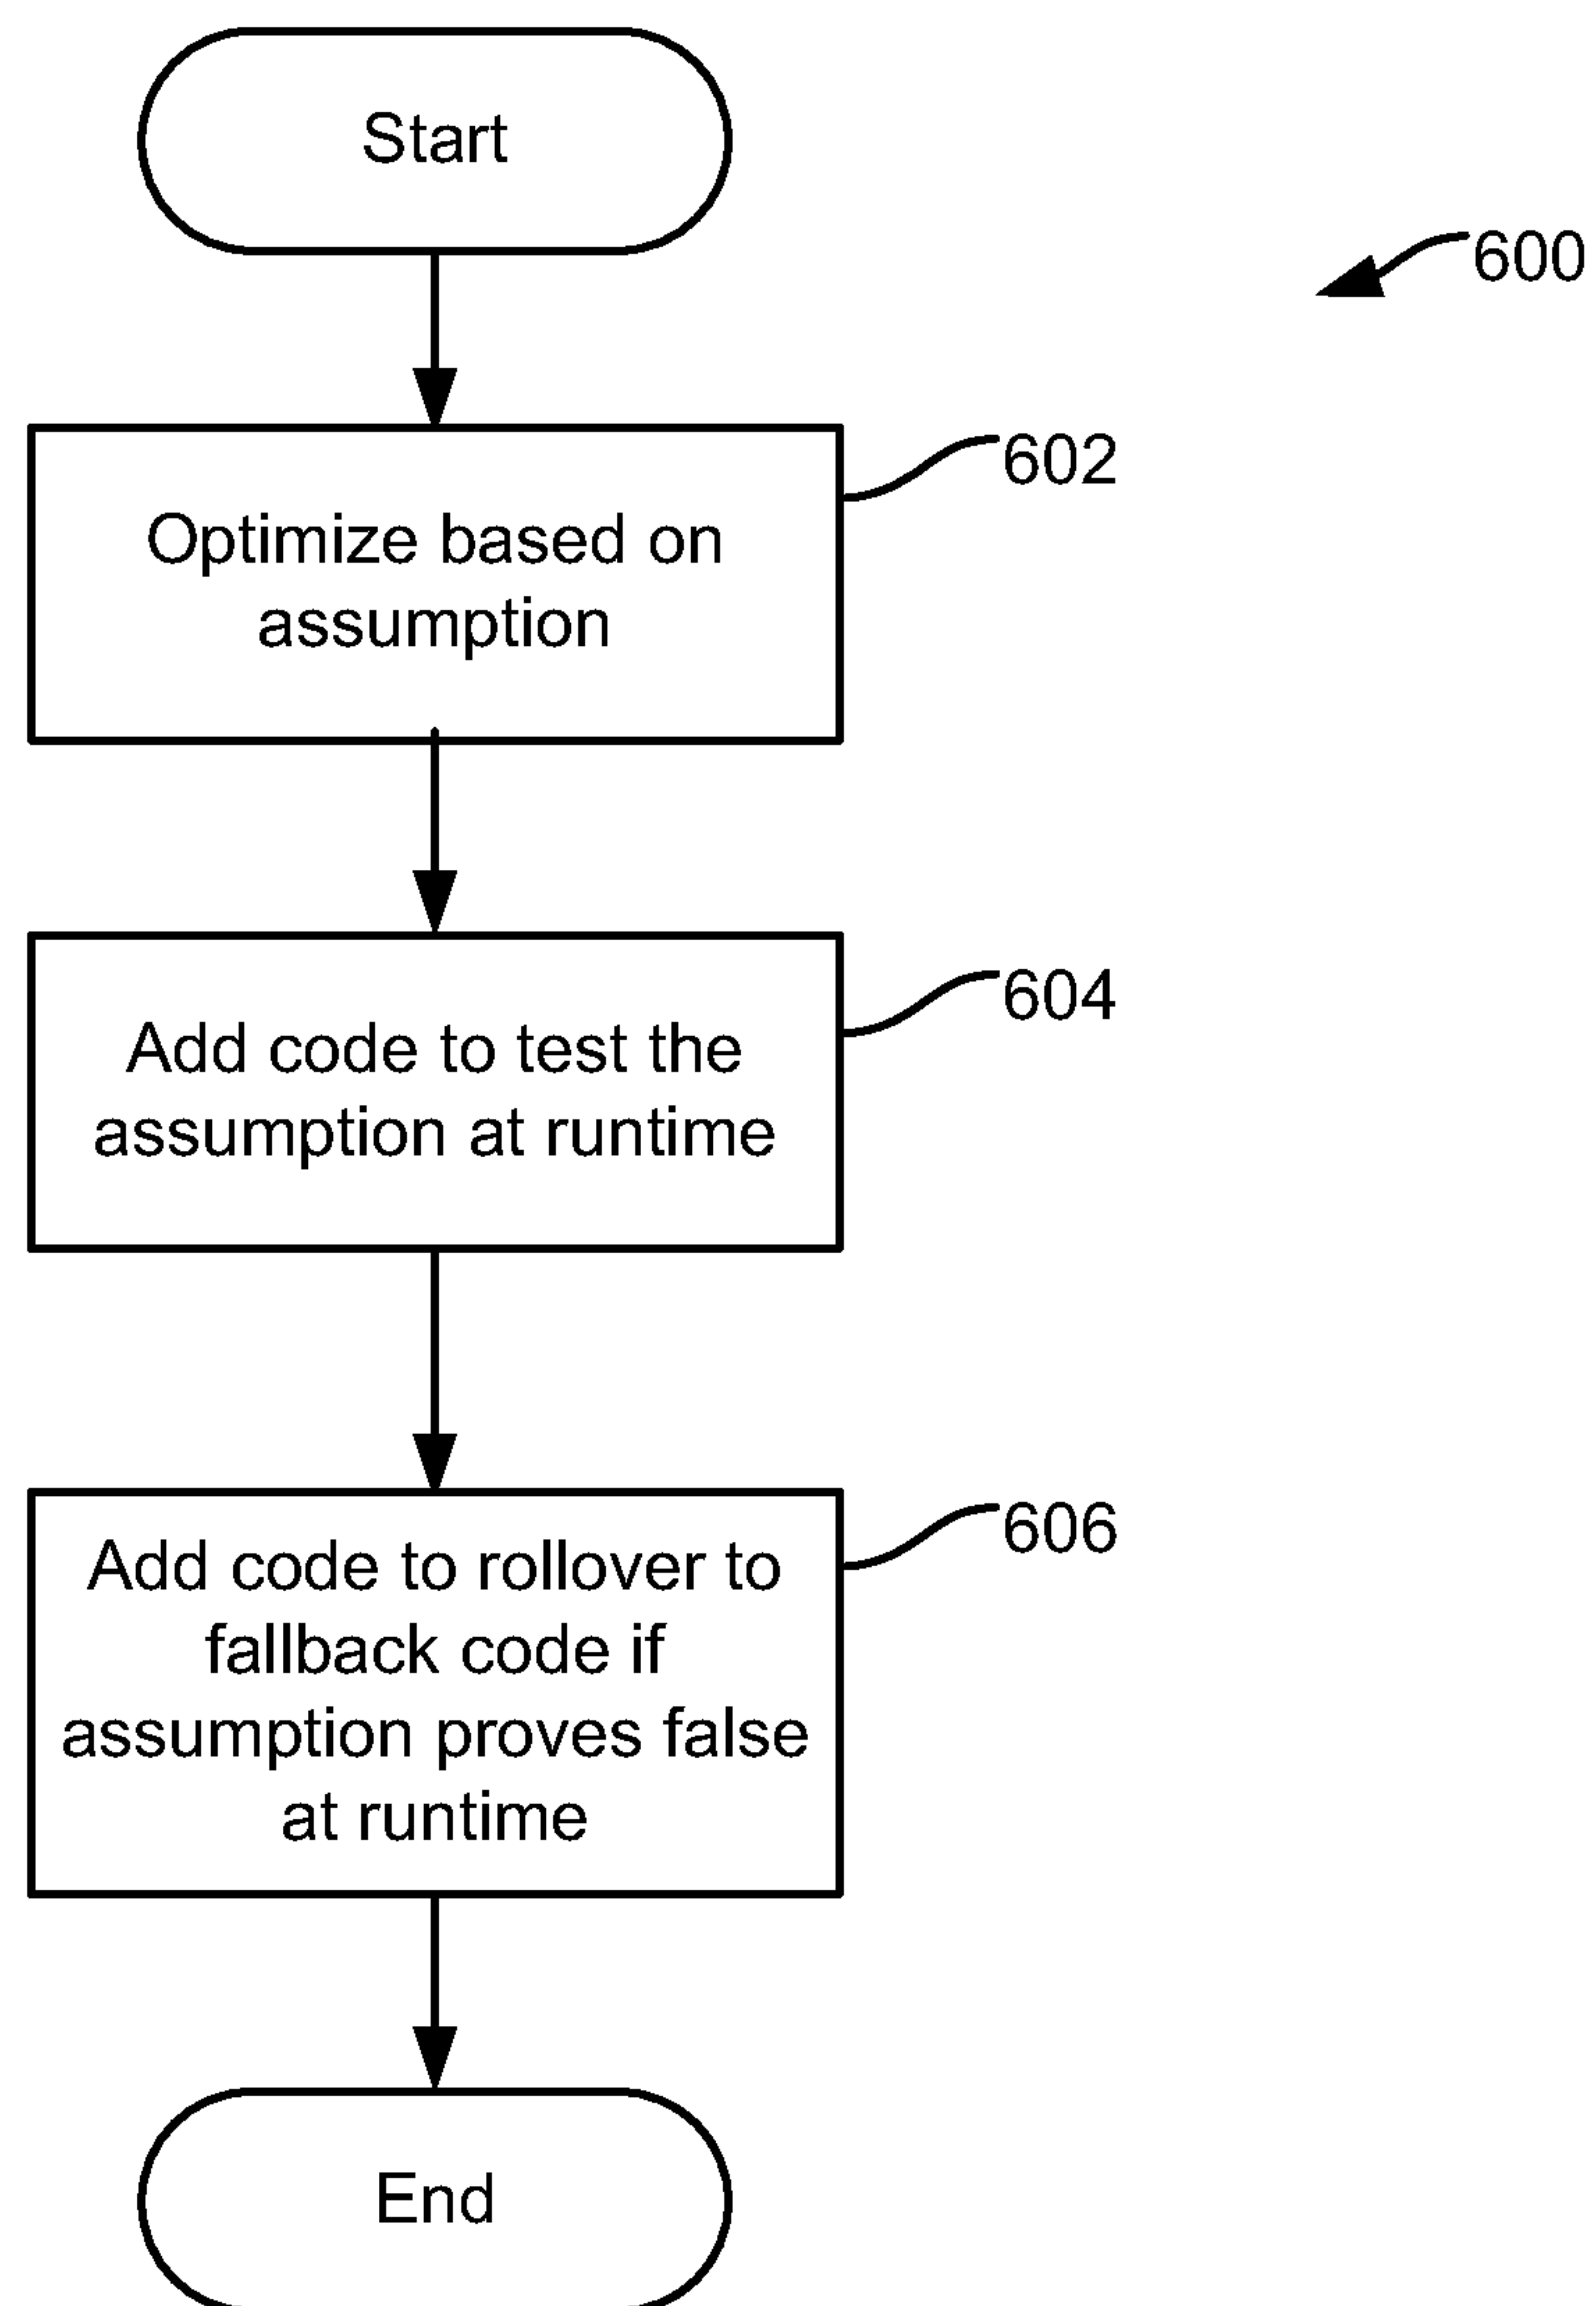 Start
600
602
Optimize based on
assumption
604
Add code to test the
assumption at runtime
606
Add code to rollover to
fallback code if
assumption proves false
at runtime
End